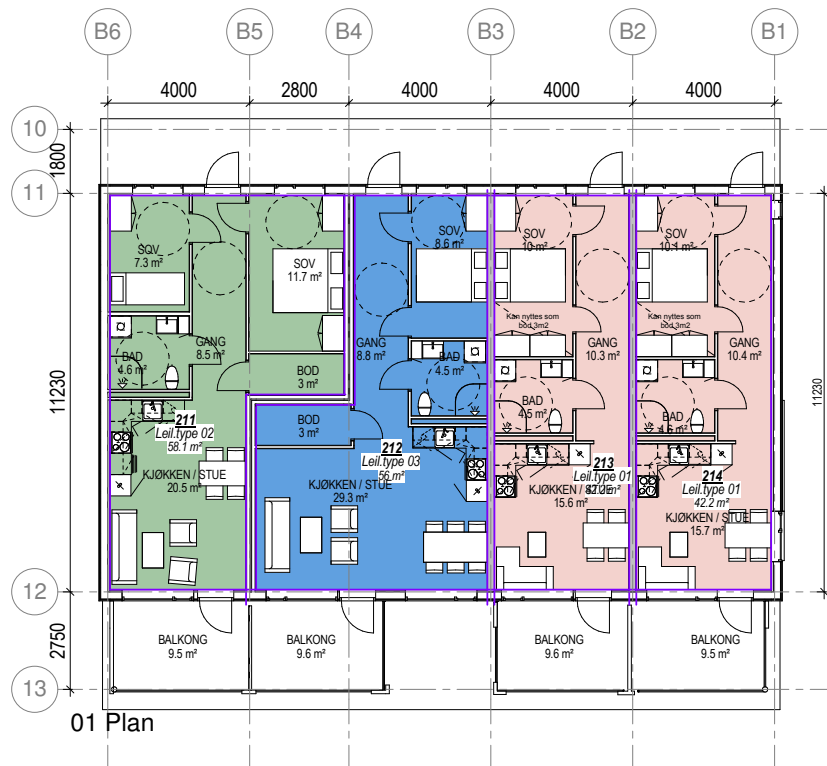 B6 B5 B4 B3 B2 B1
4000 2800 4000 4000 4000
10
1800
11
SOV
7.3 m²
SOV
11.7 m²
SOV
8.6 m²
SOV
10 m²
SOV
10.1 m²
Kan nyttes som
bod 3m2
Kan nyttes som
bod 3m2
GANG
8.5 m²
GANG
8.8 m²
GANG
10.3 m²
GANG
10.4 m²
BAD
4.6 m²
BOD
3 m²
BAD
4.5 m²
BAD
4.5 m²
BAD
4.6 m²
11230
11230
BOD
3 m²
211
Leil.type 02
58.1 m²
212
Leil.type 03
56 m²
213
Leil.type 01
214
Leil.type 01
42.2 m²
KJØKKEN / STUE
20.5 m²
KJØKKEN / STUE
29.3 m²
KJØKKEN / STUE
15.6 m²
KJØKKEN / STUE
15.7 m²
12
2750
BALKONG
9.5 m²
BALKONG
9.6 m²
BALKONG
9.6 m²
BALKONG
9.5 m²
13
01 Plan